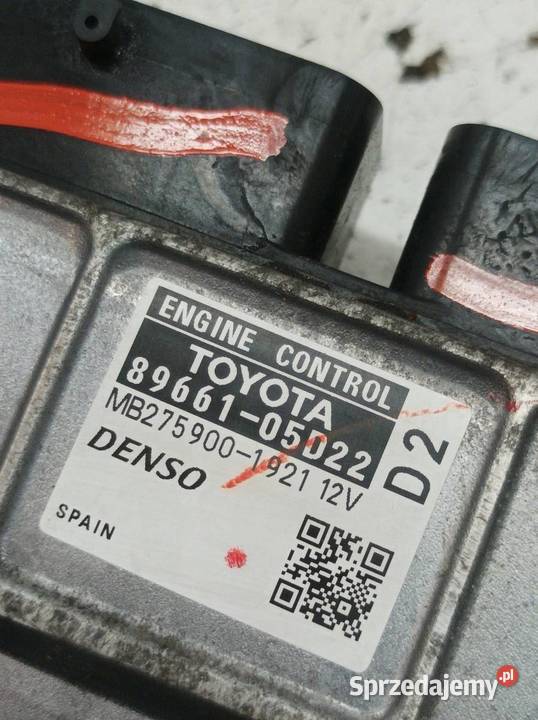 ENGINE CONTROL
TOYOTA
89661-05D22
MB275900-1921 12V
D2
DENSO
SPAIN
Sprzedajemy.pl